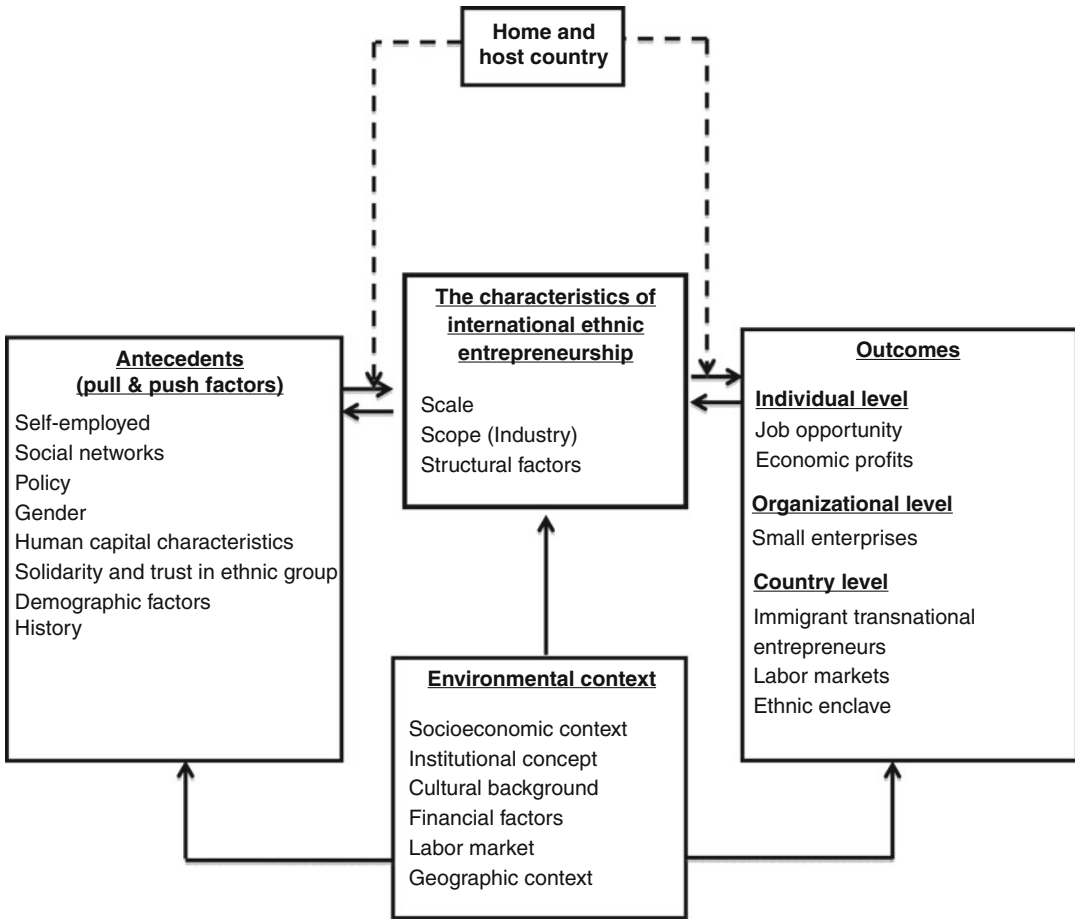 Home and
host country
The characteristics of
international ethnic
entrepreneurship
Scale
Scope (Industry)
Structural factors
Antecedents
(pull & push factors)
Self-employed
Social networks
Policy
Gender
Human capital characteristics
Solidarity and trust in ethnic group
Demographic factors
History
Outcomes
Individual level
Job opportunity
Economic profits
Organizational level
Small enterprises
Country level
Immigrant transnational
entrepreneurs
Labor markets
Ethnic enclave
Environmental context
Socioeconomic context
Institutional concept
Cultural background
Financial factors
Labor market
Geographic context